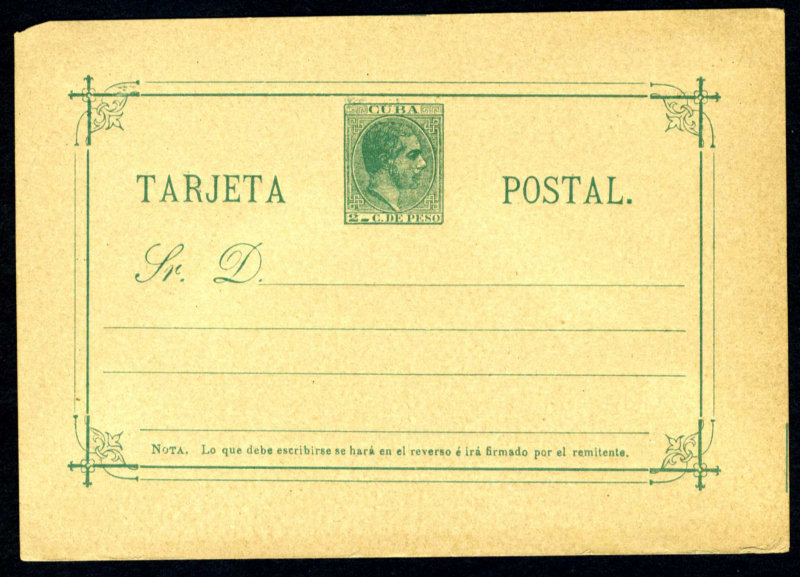 CUBA
TARJETA POSTAL.
2 C. DE PESO
Sr. D.
NOTA. Lo que debe escribirse se hará en el reverso é irá firmado por el remitente.